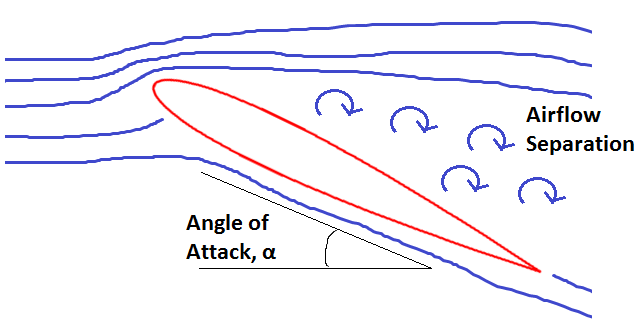 Airflow
Separation
Angle of
Attack, α